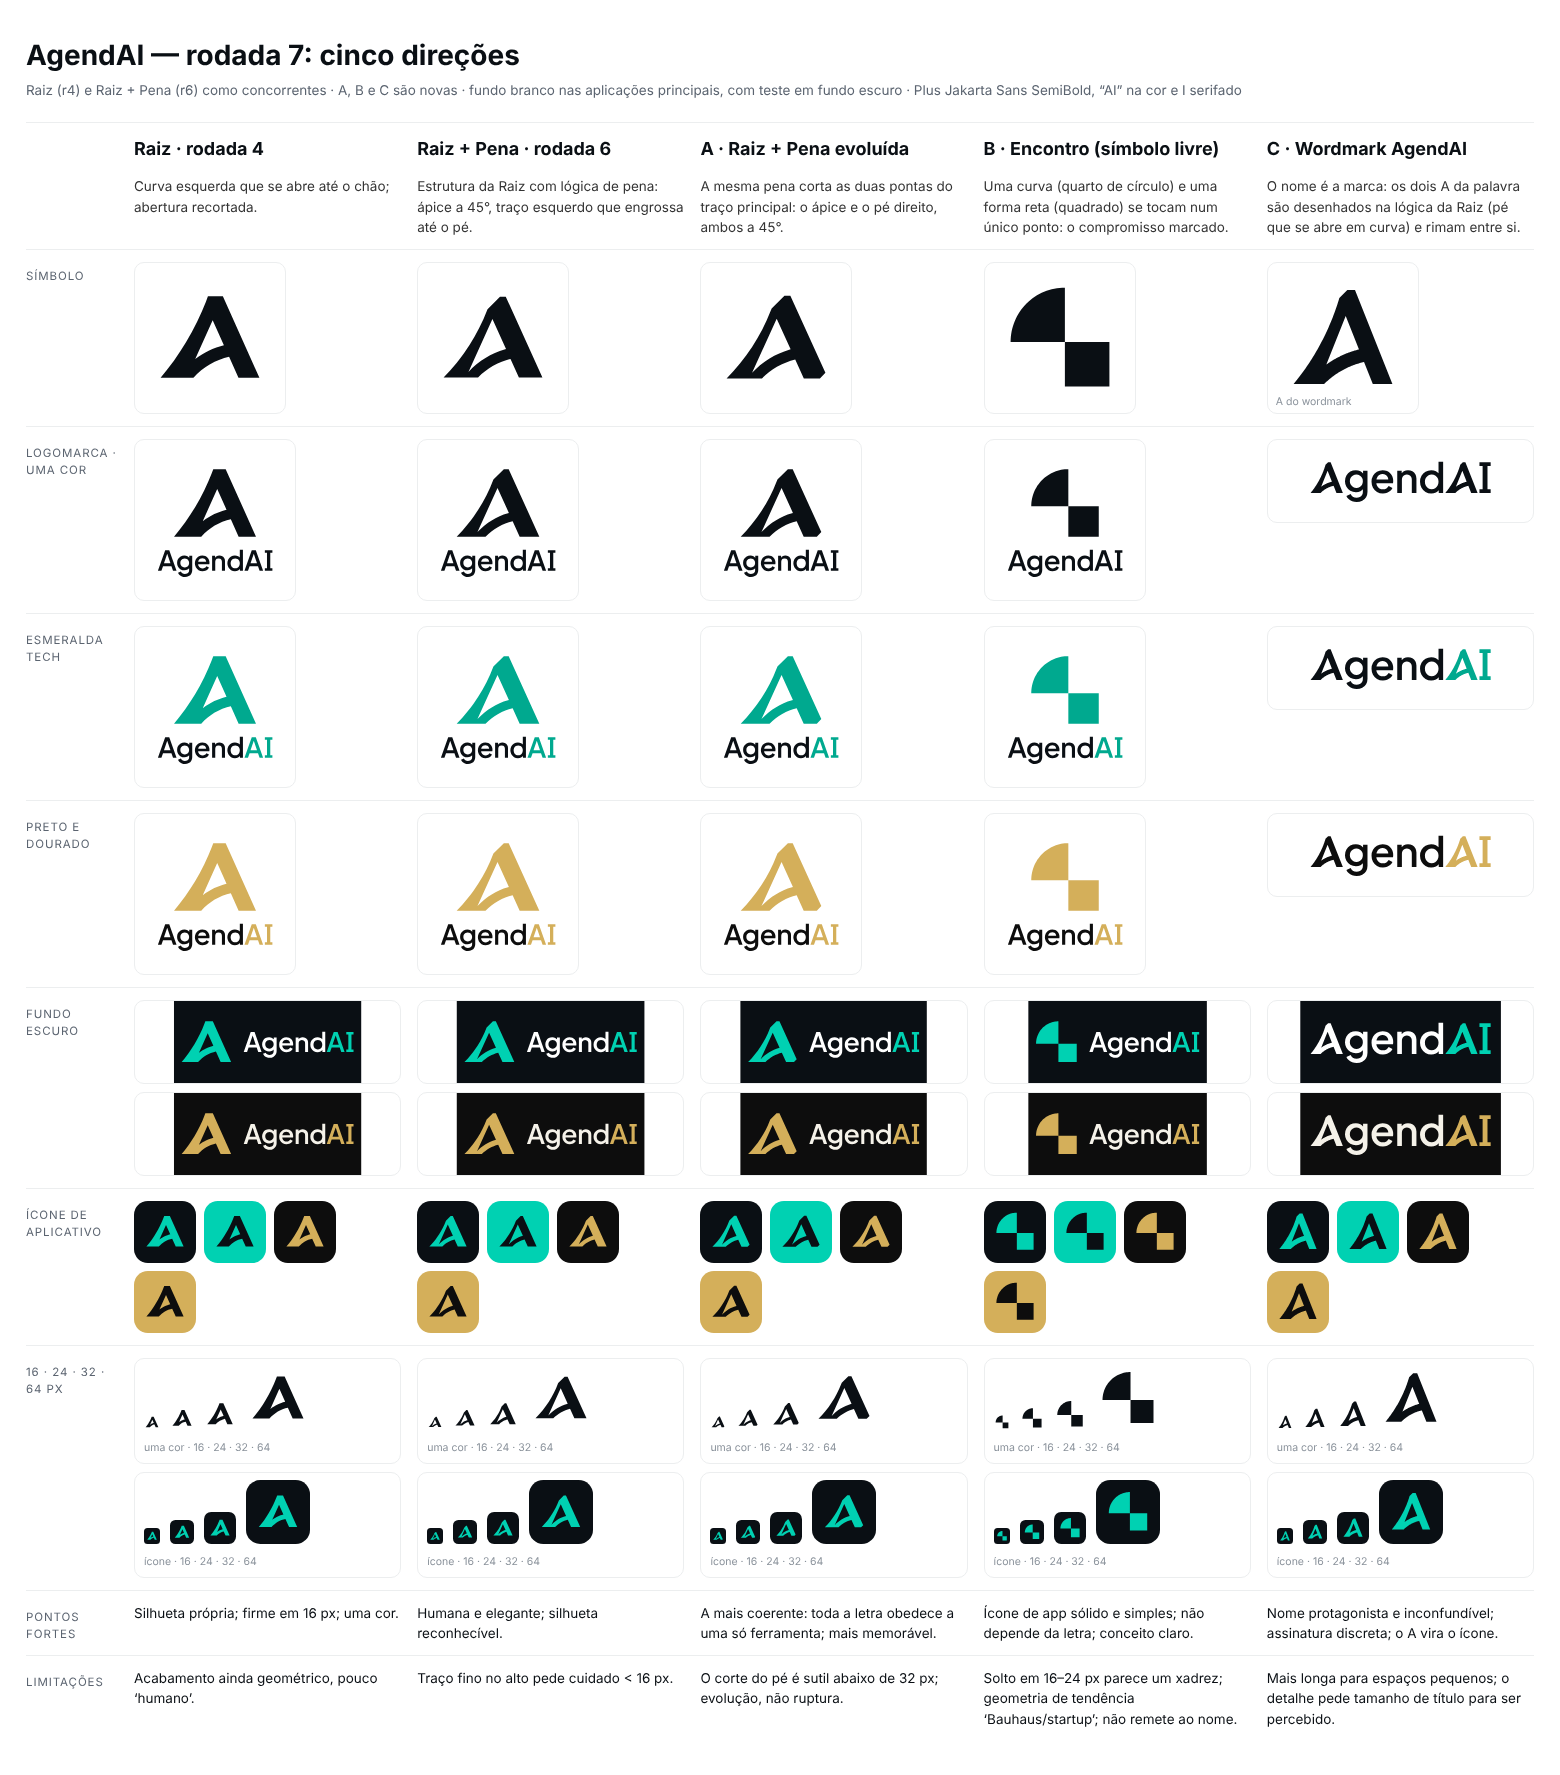 AgendAI — rodada 7: cinco direções
Raiz (r4) e Raiz + Pena (r6) como concorrentes · A, B e C são novas · fundo branco nas aplicações principais, com teste em fundo escuro · Plus Jakarta Sans SemiBold, “AI” na cor e I serifado
Raiz · rodada 4
Curva esquerda que se abre até o chão;
abertura recortada.
Raiz + Pena · rodada 6
Estrutura da Raiz com lógica de pena:
ápice a 45°, traço esquerdo que engrossa
até o pé.
A · Raiz + Pena evoluída
A mesma pena corta as duas pontas do
traço principal: o ápice e o pé direito,
ambos a 45°.
B · Encontro (símbolo livre)
Uma curva (quarto de círculo) e uma
forma reta (quadrado) se tocam num
único ponto: o compromisso marcado.
C · Wordmark AgendAI
O nome é a marca: os dois A da palavra
são desenhados na lógica da Raiz (pé
que se abre em curva) e rimam entre si.
SÍMBOLO
A do wordmark
LOGOMARCA ·
UMA COR
AgendAI
AgendAI
AgendAI
AgendAI
AgendAI
ESMERALDA
TECH
AgendAI
AgendAI
AgendAI
AgendAI
AgendAI
PRETO E
DOURADO
AgendAI
AgendAI
AgendAI
AgendAI
AgendAI
FUNDO
ESCURO
AgendAI
AgendAI
AgendAI
AgendAI
AgendAI
AgendAI
AgendAI
AgendAI
AgendAI
AgendAI
ÍCONE DE
APLICATIVO
16 · 24 · 32 ·
64 PX
uma cor · 16 · 24 · 32 · 64
uma cor · 16 · 24 · 32 · 64
uma cor · 16 · 24 · 32 · 64
uma cor · 16 · 24 · 32 · 64
uma cor · 16 · 24 · 32 · 64
ícone · 16 · 24 · 32 · 64
ícone · 16 · 24 · 32 · 64
ícone · 16 · 24 · 32 · 64
ícone · 16 · 24 · 32 · 64
ícone · 16 · 24 · 32 · 64
PONTOS
FORTES
Silhueta própria; firme em 16 px; uma cor.
Humana e elegante; silhueta
reconhecível.
A mais coerente: toda a letra obedece a
uma só ferramenta; mais memorável.
Ícone de app sólido e simples; não
depende da letra; conceito claro.
Nome protagonista e inconfundível;
assinatura discreta; o A vira o ícone.
LIMITAÇÕES
Acabamento ainda geométrico, pouco
‘humano’.
Traço fino no alto pede cuidado < 16 px.
O corte do pé é sutil abaixo de 32 px;
evolução, não ruptura.
Solto em 16–24 px parece um xadrez;
geometria de tendência
‘Bauhaus/startup’; não remete ao nome.
Mais longa para espaços pequenos; o
detalhe pede tamanho de título para ser
percebido.